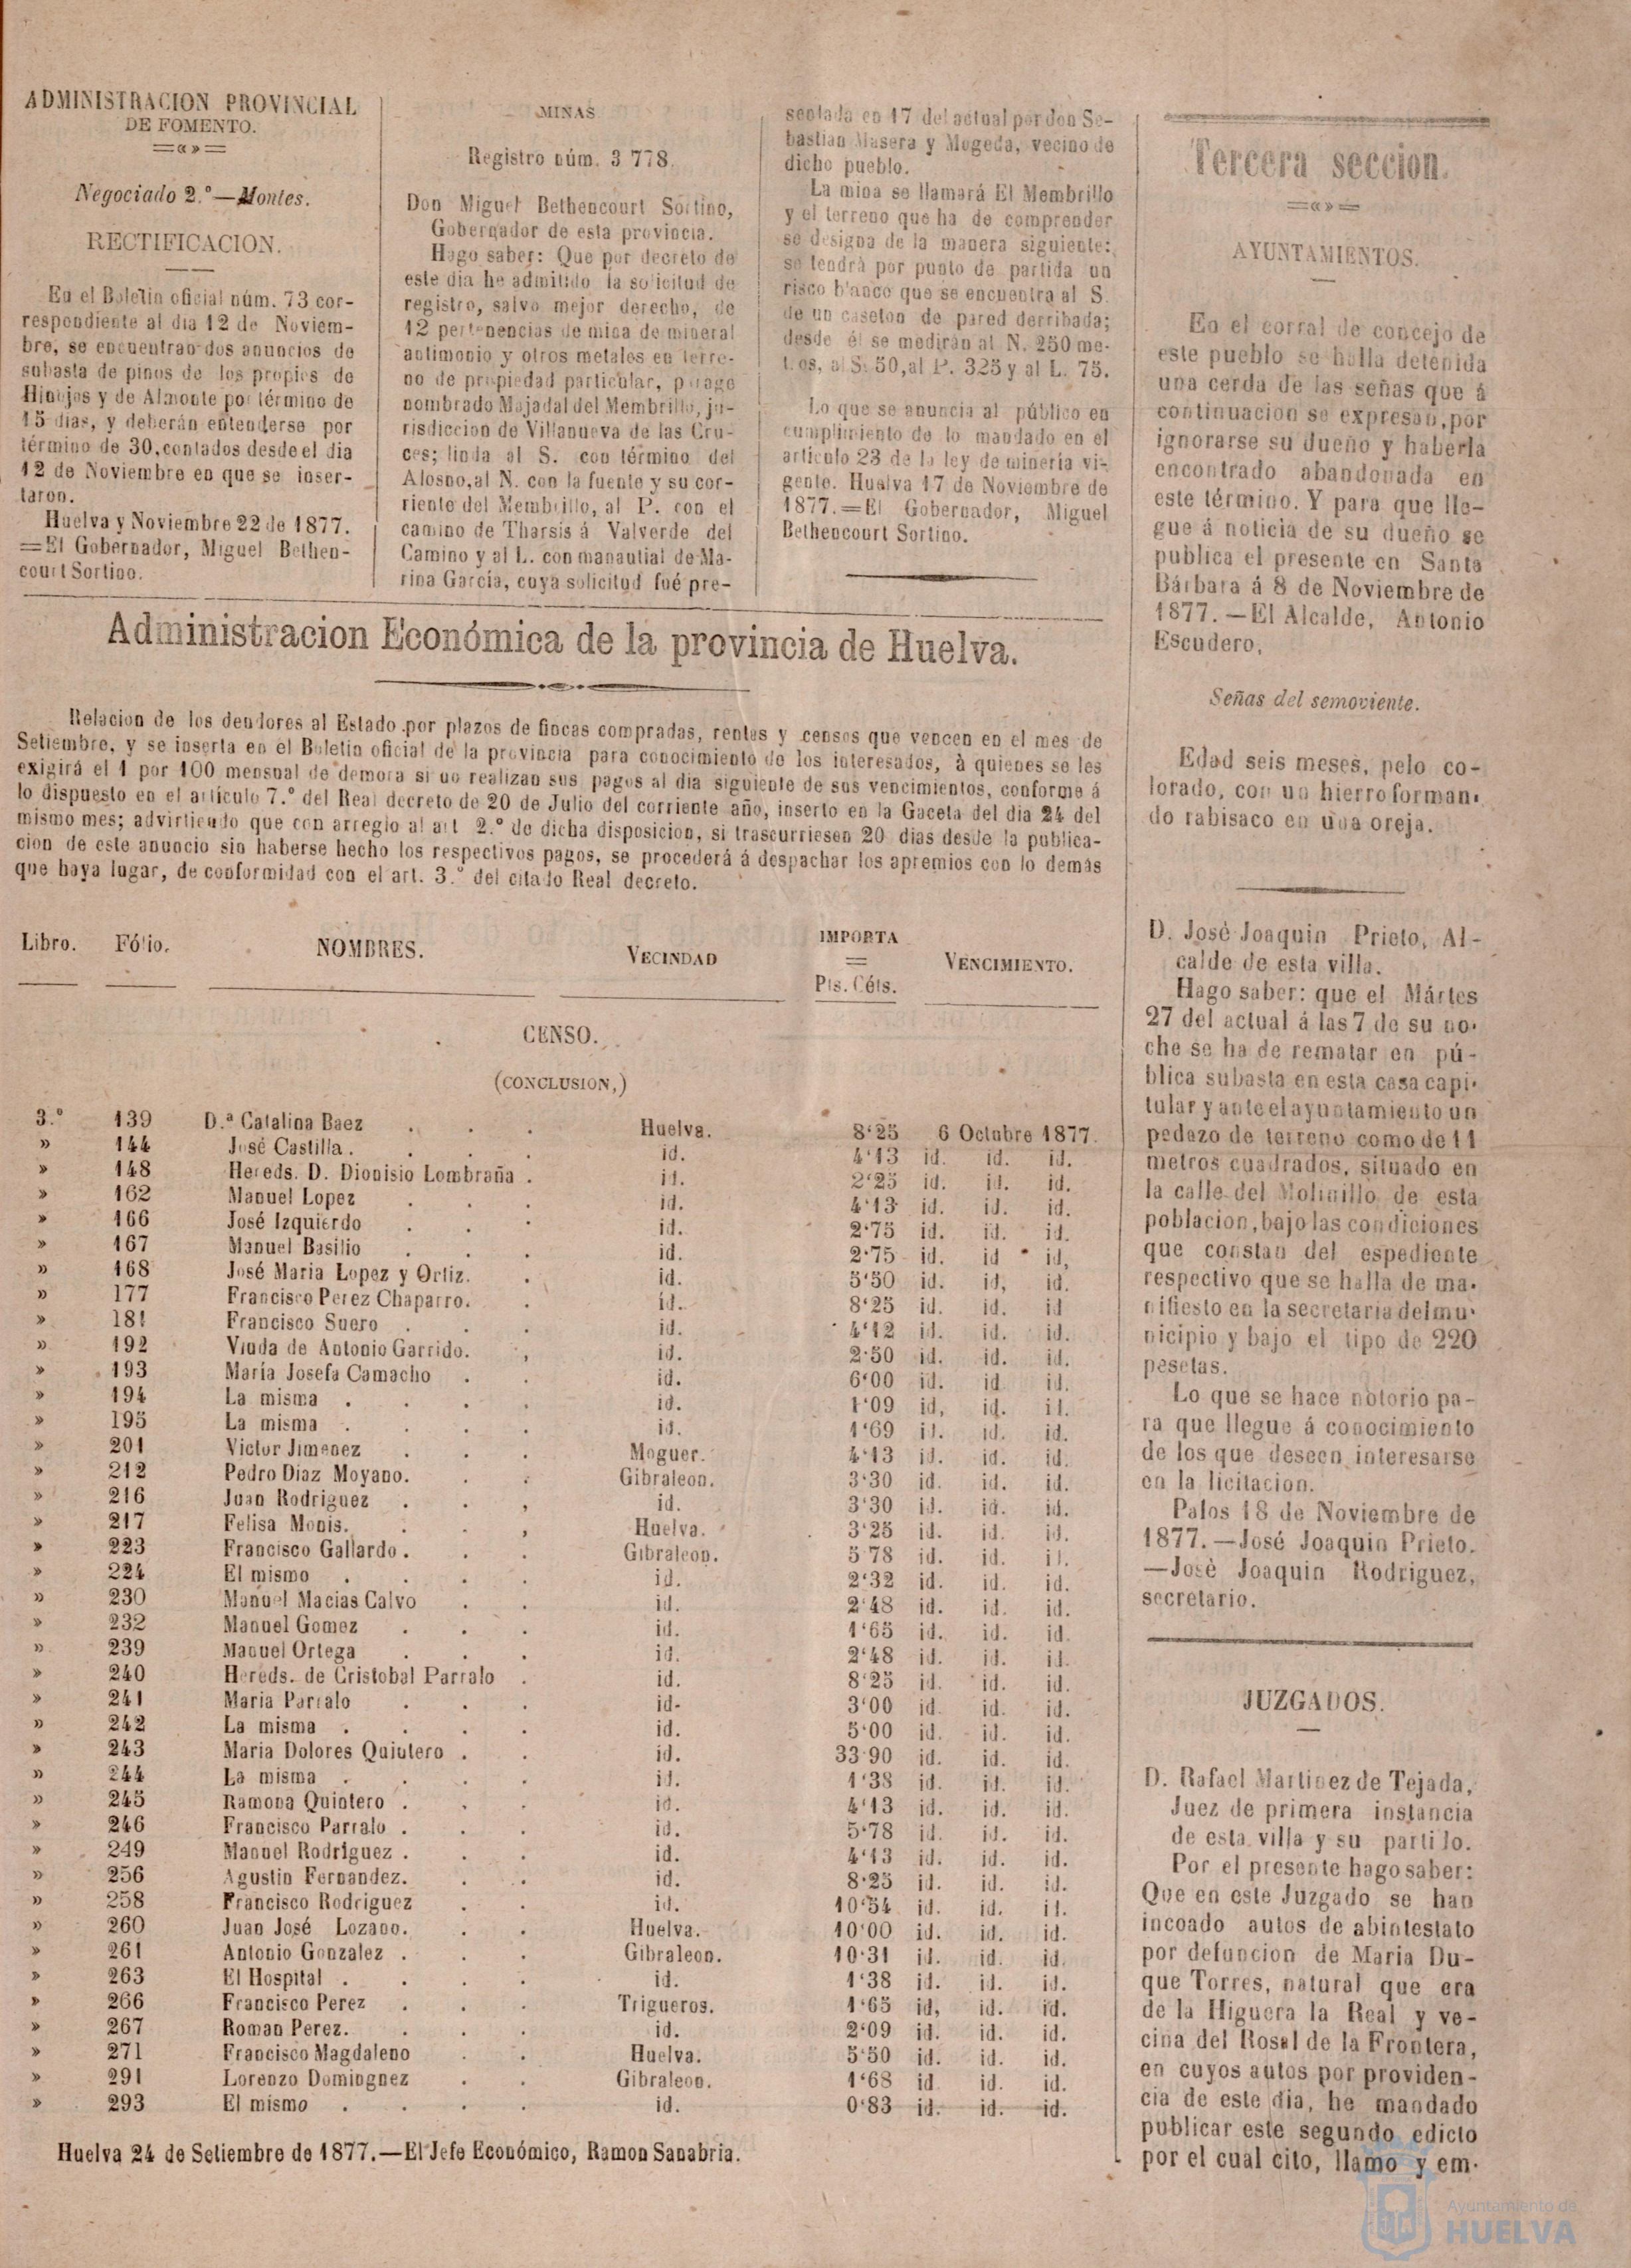 ADMINISTRACION PROVINCIAL
DE FOMENTO.
Negociado 2.º—Montes.
RECTIFICACION.
En el Boletin oficial núm. 73 cor-
respondiente al dia 12 de Noviem-
bre, se encuentran dos anuncios de
subasta de pinos de los propios de
Hinojos y de Almonte por término de
15 dias, y deberán entenderse por
término de 30, contados desde el dia
12 de Noviembre en que se inser-
taron.
Huelva y Noviembre 22 de 1877.
=El Gobernador, Miguel Bethen-
court Sortino.
MINAS
Registro núm. 3 778.
Don Miguel Bethencourt Sortino,
Gobernador de esta provincia.
Hago saber: Que por decreto de
este dia he admitido la solicitud de
registro, salvo mejor derecho, de
12 pertenencias de mina de mineral
antimonio y otros metales en terre-
no de propiedad particular, parage
nombrado Majadal del Membrillo, ju-
risdiccion de Villanueva de las Cru-
ces; linda al S. con término del
Alosno, al N. con la fuente y su cor-
riente del Membrillo, al P. con el
camino de Tharsis á Valverde del
Camino y al L. con manautial de Ma-
rina García, cuya solicitud fué pre-
sentada en 17 del actual por don Se-
bastian Masera y Mogeda, vecino de
dicho pueblo.
La mina se llamará El Membrillo
y el terreno que ha de comprender
se designa de la manera siguiente:
se tendrà por punto de partida un
risco blanco que se encuentra al S.
de un caseton de pared derribada;
desde él se medirán al N. 250 me-
tros, al S. 50, al P. 325 y al L. 75.
Lo que se anuncia al público en
cumplimiento de lo mandado en el
artículo 23 de la ley de mineria vi-
gente. Huelva 17 de Noviembre de
1877.=El Gobernador, Miguel
Bethencourt Sortino.
Administracion Económica de la provincia de Huelva.
Relacion de los deudores al Estado por plazos de fincas compradas, rentas y censos que vencen en el mes de
Setiembre, y se inserta en el Boletin oficial de la provincia para conocimiento de los interesados, à quienes se les
exigirá el 1 por 100 mensual de demora si no realizan sus pagos al dia siguiente de sus vencimientos, conforme á
lo dispuesto en el artículo 7.º del Real decreto de 20 de Julio del corriente año, inserto en la Gaceta del dia 24 del
mismo mes; advirtiendo que con arreglo al art 2.º de dicha disposicion, si trascurriesen 20 dias desde la publica-
cion de este anuncio sin haberse hecho los respectivos pagos, se procederá á despachar los apremios con lo demás
que haya lugar, de conformidad con el art. 3.º del citado Real decreto.
Libro. Fólio. NOMBRES. VECINDAD IMPORTA = Pts. Céts. VENCIMIENTO.
CENSO.
(CONCLUSION,)
3.º 139 D.ª Catalina Baez . . . Huelva. 8‘25 6 Octubre 1877.
» 144 José Castilla . . . . id. 4‘13 id. id. id.
» 148 Hereds. D. Dionisio Lombraña . id. 2‘25 id. id. id.
» 162 Manuel Lopez . . . id. 4‘13 id. id. id.
» 166 José Izquierdo . . . id. 2·75 id. id. id.
» 167 Manuel Basilio . . . id. 2·75 id. id id,
» 168 José Maria Lopez y Ortiz. . id. 5‘50 id. id, id.
» 177 Francisco Perez Chaparro. . id. 8‘25 id. id. id
» 181 Francisco Suero . . . id. 4‘12 id. id. id.
» 192 Viuda de Antonio Garrido. , id. 2·50 id. id. id.
» 193 María Josefa Camacho . . id. 6‘00 id. id id.
» 194 La misma . . . . id. 1‘09 id, id. id.
» 195 La misma . . . . id. 1‘69 id. id. id.
» 201 Victor Jimenez . . . Moguer. 4‘13 id. id. id.
» 212 Pedro Diaz Moyano. . . Gibraleon. 3·30 id. id. id.
» 216 Juan Rodriguez . . , id. 3‘30 id. id. id.
» 217 Felisa Monis. . . , Huelva. 3‘25 id. id. id.
» 223 Francisco Gallardo . . . Gibraleon. 5 78 id. id. id.
» 224 El mismo . . . . id. 2‘32 id. id. id.
» 230 Manuel Macias Calvo . . id. 2‘48 id. id. id.
» 232 Manuel Gomez . . . id. 1‘65 id. id. id.
» 239 Manuel Ortega . . . id. 2‘48 id. id. id.
» 240 Hereds. de Cristobal Parralo . id. 8‘25 id. id. id.
» 241 Maria Parralo . . . id- 3‘00 id. id. id.
» 242 La misma . . . . id. 5‘00 id. id. id.
» 243 Maria Dolores Quintero . . id. 33 90 id. id. id.
» 244 La misma . . . . id. 1‘38 id. id. id.
» 245 Ramona Quintero . . . id. 4‘13 id. id. id.
» 246 Francisco Parralo . . . id. 5·78 id. id. id.
» 249 Manuel Rodriguez . . . id. 4‘13 id. id. id.
» 256 Agustin Fernandez. . . id. 8·25 id. id. id.
» 258 Francisco Rodriguez . . id. 10‘54 id. id. id.
» 260 Juan José Lozano. . . Huelva. 10‘00 id. id. id.
» 261 Antonio Gonzalez . . . Gibraleon. 10·31 id. id. id.
» 263 El Hospital . . . . id. 1‘38 id. id. id.
» 266 Francisco Perez . . . Trigueros. 1‘65 id, id. id.
» 267 Roman Perez. . . . id. 2‘09 id. id. id.
» 271 Francisco Magdaleno . . Huelva. 5‘50 id. id. id.
» 291 Lorenzo Dominguez . . Gibraleon. 1‘68 id. id. id.
» 293 El mismo . . . . id. 0‘83 id. id. id.
Huelva 24 de Setiembre de 1877.—El Jefe Económico, Ramon Sanabria.
Tercera seccion.
AYUNTAMIENTOS.
En el corral de concejo de
este pueblo se halla detenida
una cerda de las señas que á
continuacion se expresan, por
ignorarse su dueño y haberla
encontrado abandonada en
este término. Y para que lle-
gue á noticia de su dueño se
publica el presente en Santa
Bárbara á 8 de Noviembre de
1877.—El Alcalde, Antonio
Escudero,
Señas del semoviente.
Edad seis meses, pelo co-
lorado, con un hierro forman-
do rabisaco en una oreja.
D. José Joaquin Prieto, Al-
calde de esta villa.
Hago saber: que el Mártes
27 del actual á las 7 de su no-
che se ha de rematar en pú-
blica subasta en esta casa capi-
tular y ante el ayuntamiento un
pedazo de terreno como de 11
metros cuadrados, situado en
la calle del Molinillo de esta
poblacion, bajo las condiciones
que constan del espediente
respectivo que se halla de ma-
nifiesto en la secretaria del mu-
nicipio y bajo el tipo de 220
pesetas.
Lo que se hace notorio pa-
ra que llegue á conocimiento
de los que deseen interesarse
en la licitacion.
Palos 18 de Noviembre de
1877.—José Joaquin Prieto.
—José Joaquin Rodriguez,
secretario.
JUZGADOS.
D. Rafael Martinez de Tejada,
Juez de primera instancia
de esta villa y su partido.
Por el presente hago saber:
Que en este Juzgado se han
incoado autos de abintestato
por defuncion de Maria Du-
que Torres, natural que era
de la Higuera la Real y ve-
cina del Rosal de la Frontera,
en cuyos autos por providen-
cia de este dia, he mandado
publicar este segundo edicto
por el cual cito, llamo y em-
Ayuntamiento de
HUELVA